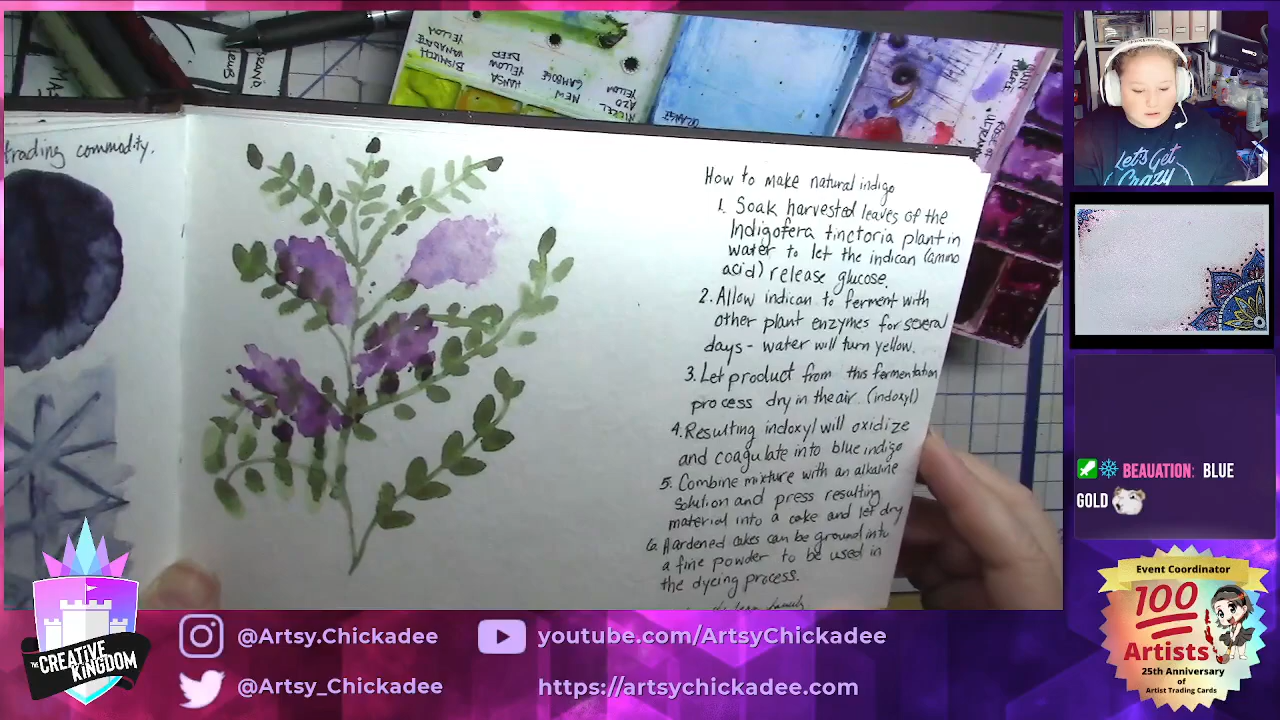 trading commodity.
BISMUTH VANADATE YELLOW
HANSA YELLOW DEEP
NEW GAMBOGE
NICKEL AZO YELLOW
How to make natural indigo
1. Soak harvested leaves of the
Indigofera tinctoria plant in
water to let the indican (amino
acid) release glucose.
2. Allow indican to ferment with
other plant enzymes for several
days - water will turn yellow.
3. Let product from this fermentation
process dry in the air. (indoxyl)
4. Resulting indoxyl will oxidize
and coagulate into blue indigo
5. Combine mixture with an alkaline
solution and press resulting
material into a cake and let dry
6. Hardened cakes can be ground into
a fine powder to be used in
the dyeing process.
LET'S GET
CRAZY
BEAUATION: BLUE
GOLD
THE CREATIVE
KINGDOM
@Artsy.Chickadee
youtube.com/ArtsyChickadee
@Artsy_Chickadee
https://artsychickadee.com
Event Coordinator
100
Artists
25th Anniversary
of
Artist Trading Cards